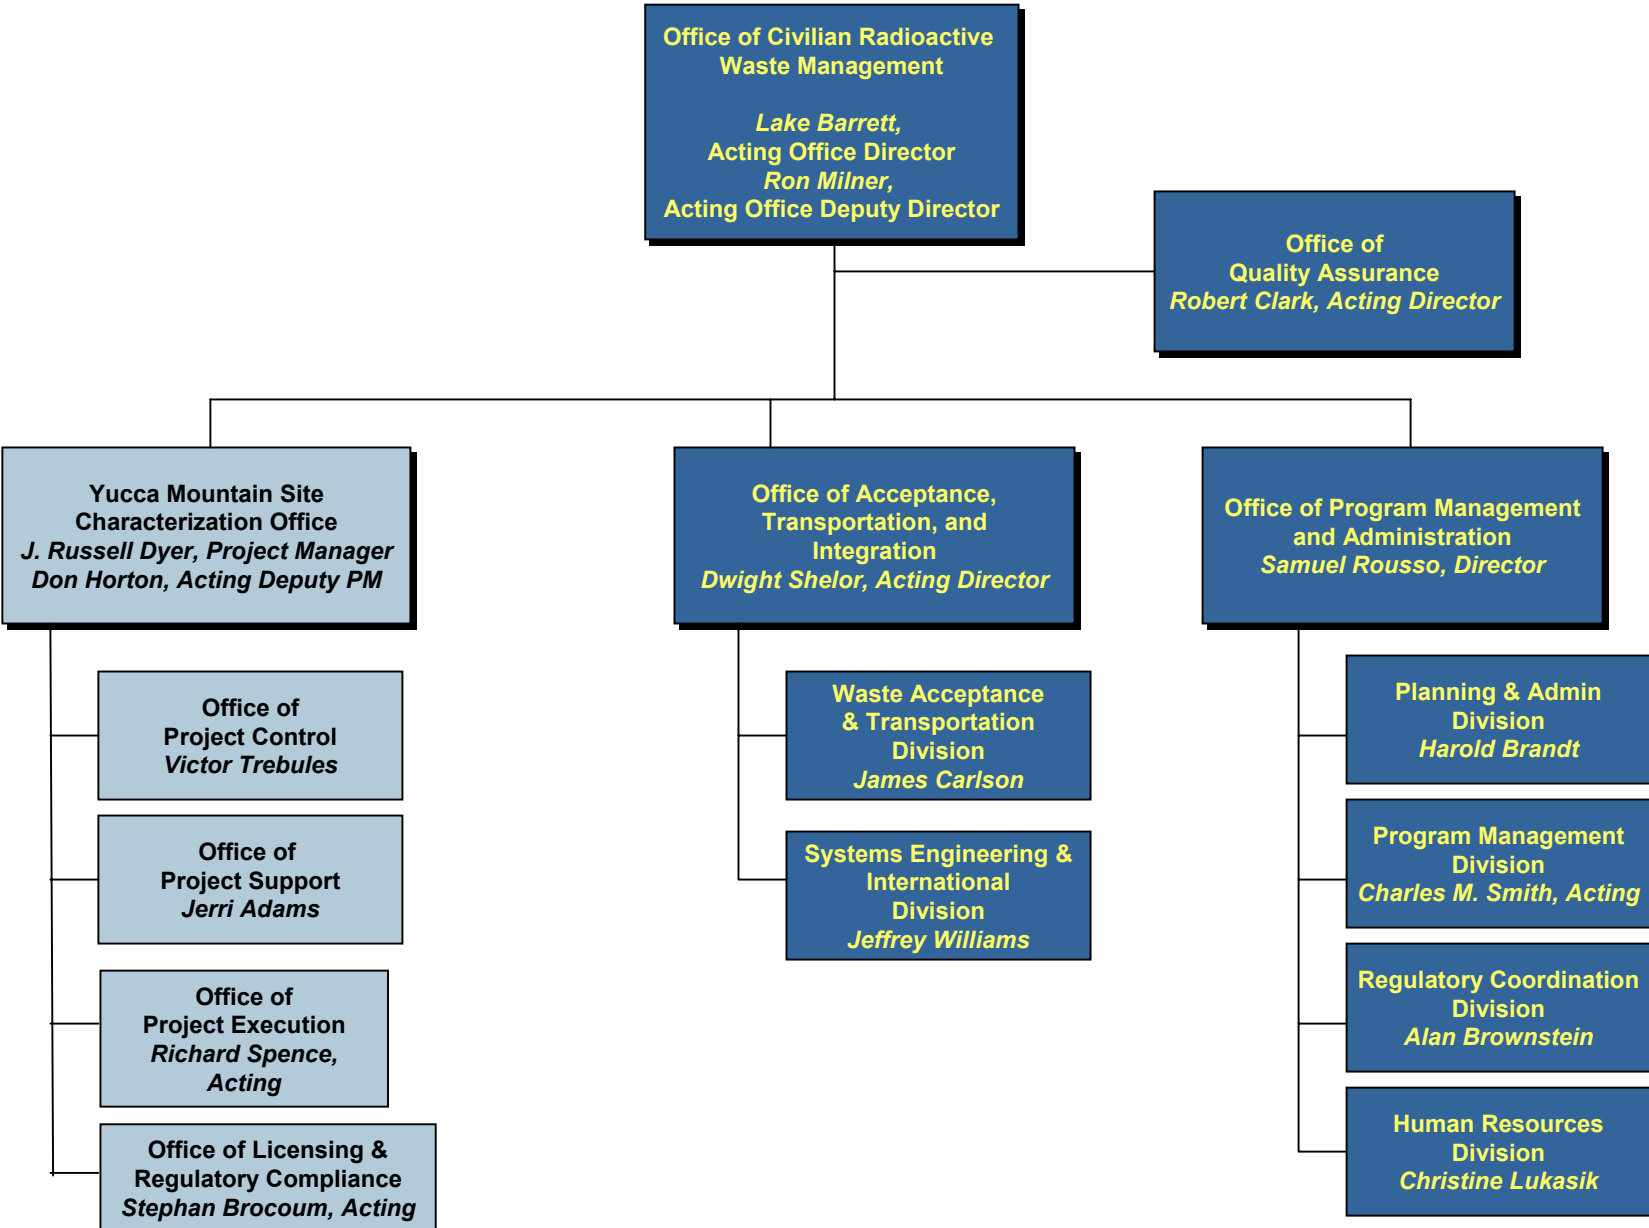 Office of Civilian Radioactive
Waste Management
Lake Barrett,
Acting Office Director
Ron Milner,
Acting Office Deputy Director
Office of
Quality Assurance
Robert Clark, Acting Director
Yucca Mountain Site
Characterization Office
J. Russell Dyer, Project Manager
Don Horton, Acting Deputy PM
Office of
Project Control
Victor Trebules
Office of
Project Support
Jerri Adams
Office of
Project Execution
Richard Spence,
Acting
Office of Licensing &
Regulatory Compliance
Stephan Brocoum, Acting
Office of Acceptance,
Transportation, and
Integration
Dwight Shelor, Acting Director
Waste Acceptance
& Transportation
Division
James Carlson
Systems Engineering &
International
Division
Jeffrey Williams
Office of Program Management
and Administration
Samuel Rousso, Director
Planning & Admin
Division
Harold Brandt
Program Management
Division
Charles M. Smith, Acting
Regulatory Coordination
Division
Alan Brownstein
Human Resources
Division
Christine Lukasik